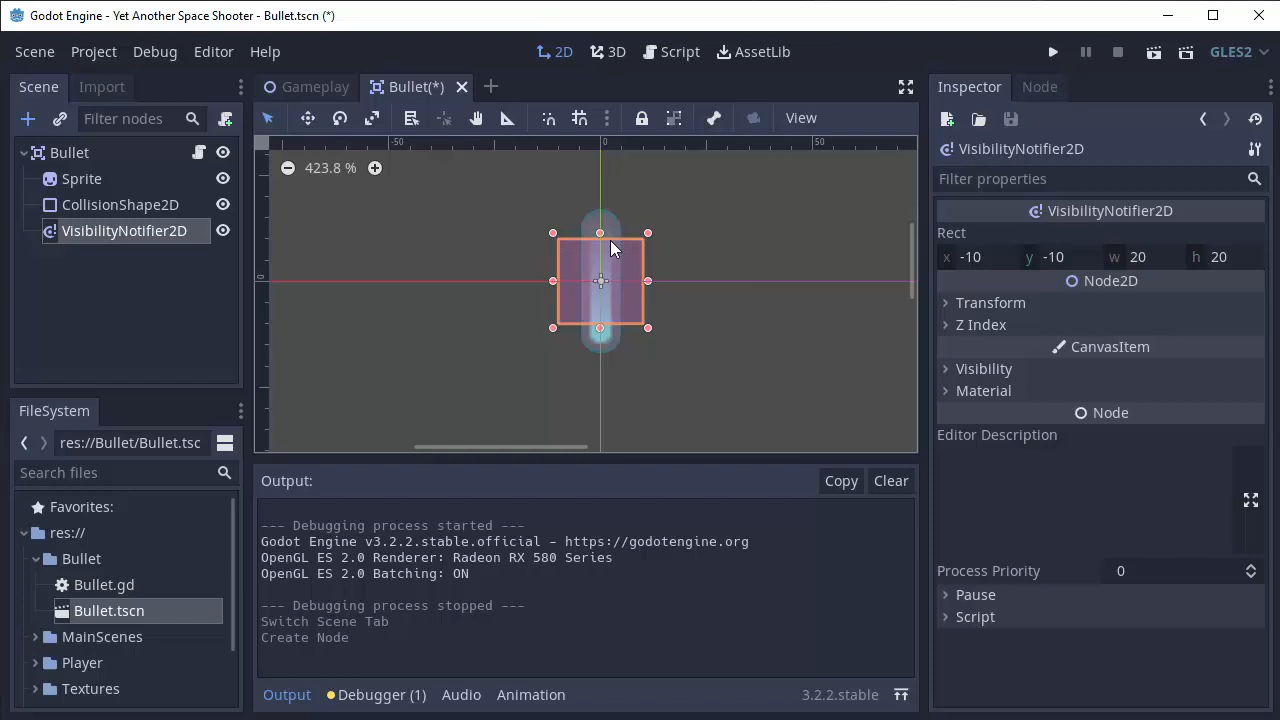 Godot Engine - Yet Another Space Shooter - Bullet.tscn (*)
Scene Project Debug Editor Help 2D 3D Script AssetLib GLES2
Scene Import Gameplay Bullet(*) Inspector Node
Filter nodes View
Bullet
Sprite
CollisionShape2D
VisibilityNotifier2D
-50 0 50
423.8 %
0
VisibilityNotifier2D
Filter properties
VisibilityNotifier2D
Rect
x -10 y -10 w 20 h 20
Node2D
Transform
Z Index
CanvasItem
Visibility
Material
Node
Editor Description
Process Priority 0
Pause
Script
FileSystem
res://Bullet/Bullet.tsc
Search files
Favorites:
res://
Bullet
Bullet.gd
Bullet.tscn
MainScenes
Player
Textures
Output: Copy Clear
--- Debugging process started ---
Godot Engine v3.2.2.stable.official - https://godotengine.org
OpenGL ES 2.0 Renderer: Radeon RX 580 Series
OpenGL ES 2.0 Batching: ON
--- Debugging process stopped ---
Switch Scene Tab
Create Node
Output Debugger (1) Audio Animation 3.2.2.stable